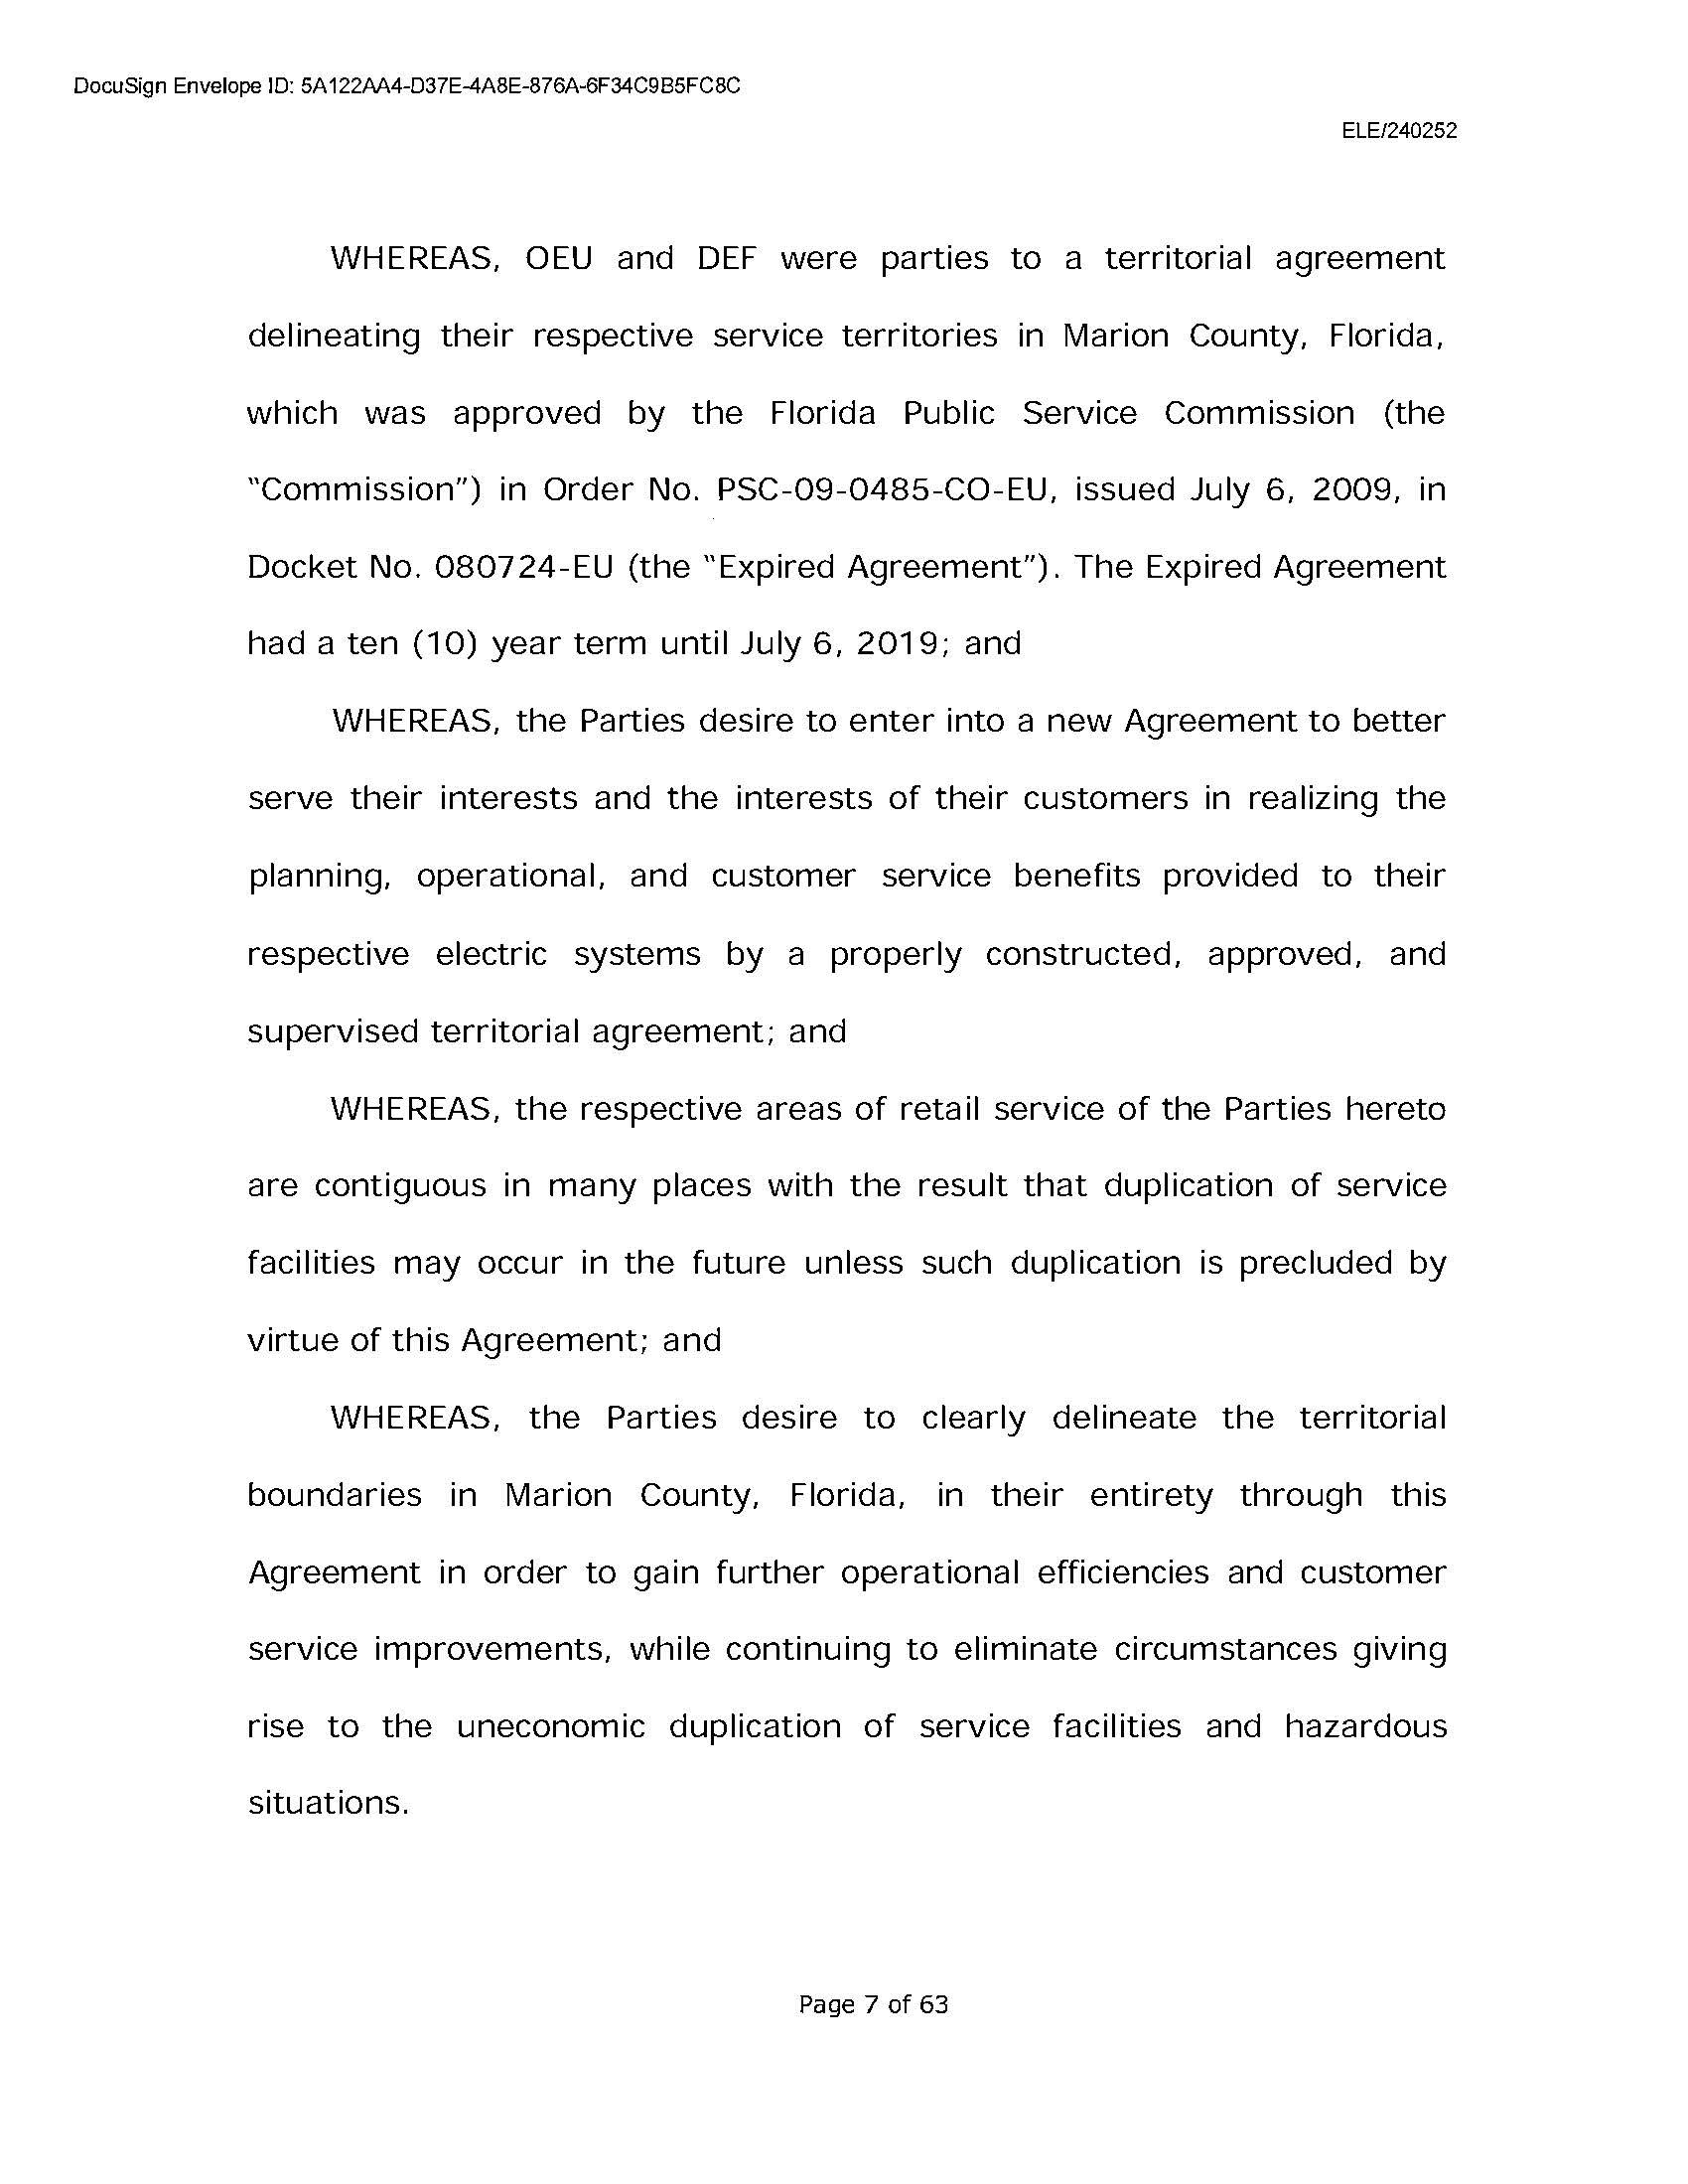 DocuSign Envelope ID: 5A122AA4-D37E-4A8E-876A-6F34C9B5FC8C
ELE/240252
WHEREAS, OEU and DEF were parties to a territorial agreement
delineating their respective service territories in Marion County, Florida,
which was approved by the Florida Public Service Commission (the
“Commission”) in Order No. PSC-09-0485-CO-EU, issued July 6, 2009, in
Docket No. 080724-EU (the “Expired Agreement”). The Expired Agreement
had a ten (10) year term until July 6, 2019; and
WHEREAS, the Parties desire to enter into a new Agreement to better
serve their interests and the interests of their customers in realizing the
planning, operational, and customer service benefits provided to their
respective electric systems by a properly constructed, approved, and
supervised territorial agreement; and
WHEREAS, the respective areas of retail service of the Parties hereto
are contiguous in many places with the result that duplication of service
facilities may occur in the future unless such duplication is precluded by
virtue of this Agreement; and
WHEREAS, the Parties desire to clearly delineate the territorial
boundaries in Marion County, Florida, in their entirety through this
Agreement in order to gain further operational efficiencies and customer
service improvements, while continuing to eliminate circumstances giving
rise to the uneconomic duplication of service facilities and hazardous
situations.
Page 7 of 63